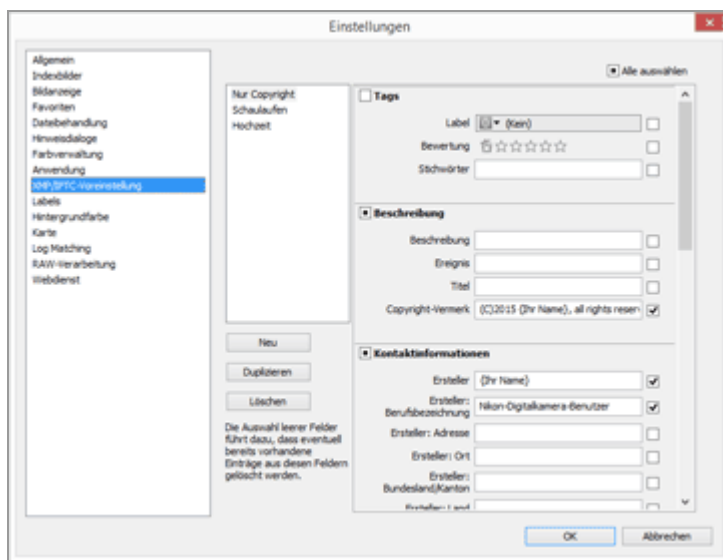 Einstellungen
Allgemein
Indexbilder
Bildanzeige
Favoriten
Dateibehandlung
Hinweisdialoge
Farbverwaltung
Anwendung
XMP/IPTC-Voreinstellung
Labels
Hintergrundfarbe
Karte
Log Matching
RAW-Verarbeitung
Webdienst
Nur Copyright
Schaulaufen
Hochzeit
Neu
Duplizieren
Löschen
Die Auswahl leerer Felder
führt dazu, dass eventuell
bereits vorhandene
Einträge aus diesen Feldern
gelöscht werden.
Alle auswählen
Tags
Label (Kein)
Bewertung
Stichwörter
Beschreibung
Beschreibung
Ereignis
Titel
Copyright-Vermerk (C)2015 {Ihr Name}, all rights reser
Kontaktinformationen
Ersteller {Ihr Name}
Ersteller:
Berufsbezeichnung Nikon-Digitalkamera-Benutzer
Ersteller: Adresse
Ersteller: Ort
Ersteller:
Bundesland/Kanton
Ersteller: Land
OK
Abbrechen